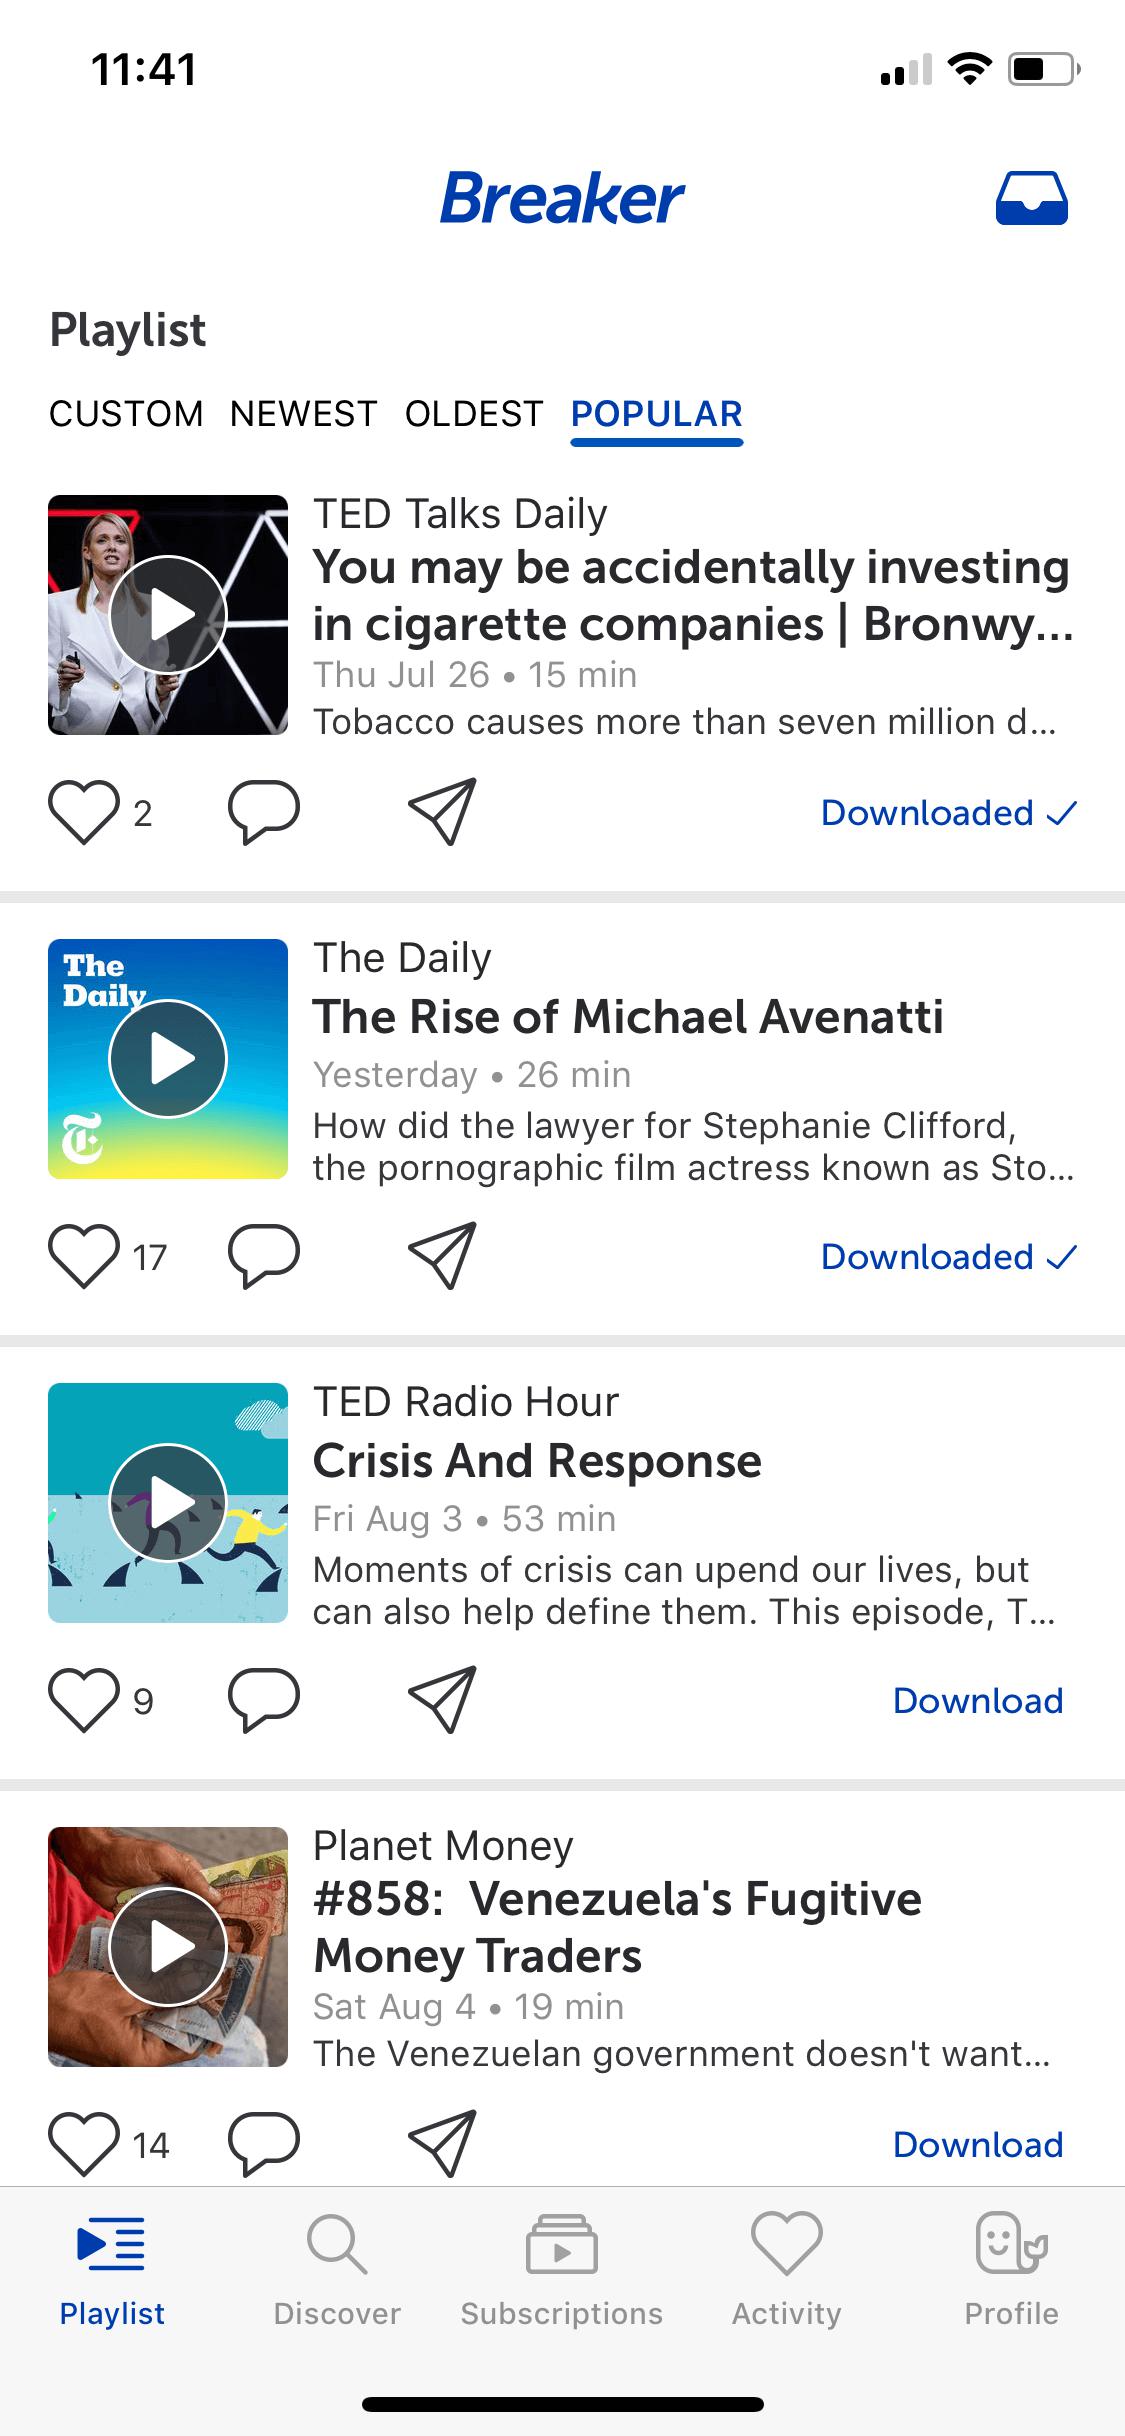 11:41
Breaker
Playlist
CUSTOM NEWEST OLDEST POPULAR
TED Talks Daily
You may be accidentally investing
in cigarette companies | Bronwy...
Thu Jul 26 • 15 min
Tobacco causes more than seven million d...
2
Downloaded ✓
The
Daily
T
The Daily
The Rise of Michael Avenatti
Yesterday • 26 min
How did the lawyer for Stephanie Clifford,
the pornographic film actress known as Sto...
17
Downloaded ✓
TED Radio Hour
Crisis And Response
Fri Aug 3 • 53 min
Moments of crisis can upend our lives, but
can also help define them. This episode, T...
9
Download
Planet Money
#858:  Venezuela's Fugitive
Money Traders
Sat Aug 4 • 19 min
The Venezuelan government doesn't want...
14
Download
Playlist Discover Subscriptions Activity Profile